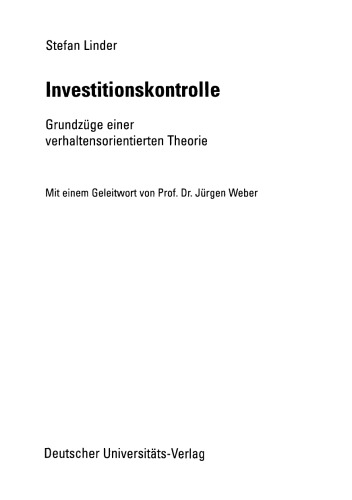 Stefan Linder
Investitionskontrolle
Grundzüge einer
verhaltensorientierten Theorie
Mit einem Geleitwort von Prof. Dr. Jürgen Weber
Deutscher Universitäts-Verlag